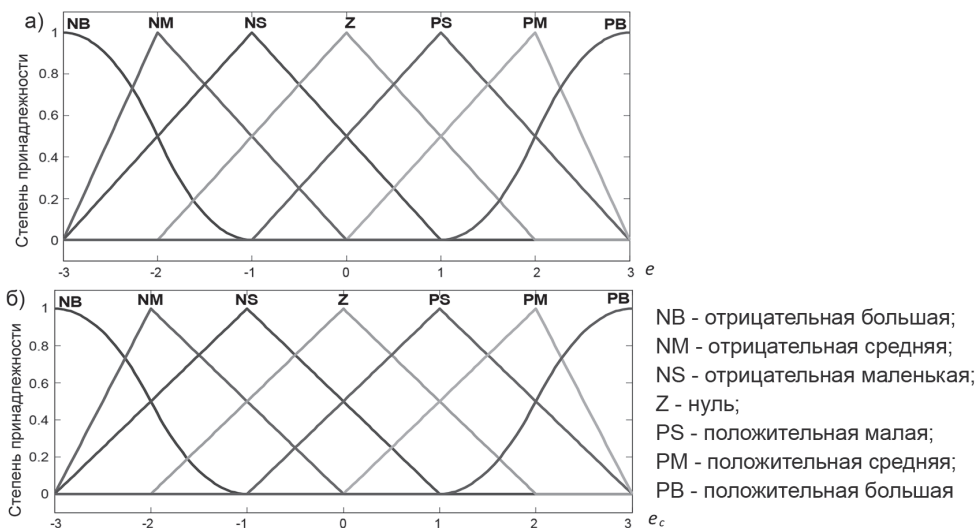 а)
NB NM NS Z PS PM PB
Степень принадлежности
1
0.8
0.6
0.4
0.2
0
-3 -2 -1 0 1 2 3 e
б)
NB NM NS Z PS PM PB
Степень принадлежности
1
0.8
0.6
0.4
0.2
0
-3 -2 -1 0 1 2 3 ec
NB - отрицательная большая;
NM - отрицательная средняя;
NS - отрицательная маленькая;
Z - нуль;
PS - положительная малая;
PM - положительная средняя;
PB - положительная большая